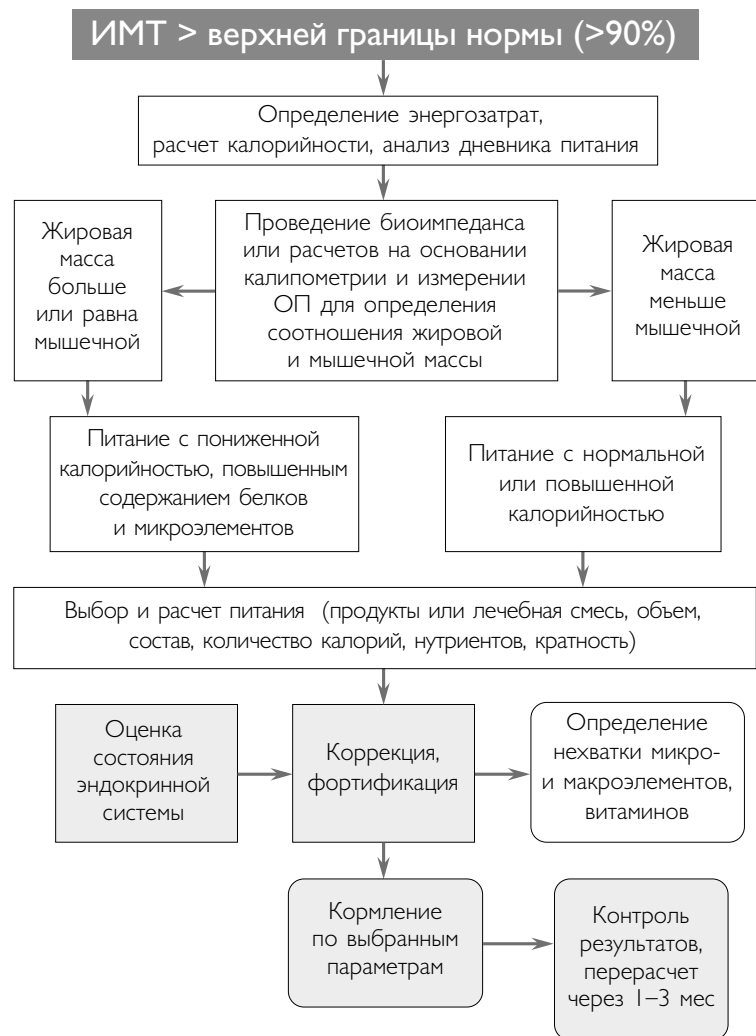 ИМТ > верхней границы нормы (>90%)
Определение энергозатрат,
расчет калорийности, анализ дневника питания
Жировая
масса
больше
или равна
мышечной
Проведение биоимпеданса
или расчетов на основании
калипометрии и измерении
ОП для определения
соотношения жировой
и мышечной массы
Жировая
масса
меньше
мышечной
Питание с пониженной
калорийностью, повышенным
содержанием белков
и микроэлементов
Питание с нормальной
или повышенной
калорийностью
Выбор и расчет питания (продукты или лечебная смесь, объем,
состав, количество калорий, нутриентов, кратность)
Оценка
состояния
эндокринной
системы
Коррекция,
фортификация
Определение
нехватки микро-
и макроэлементов,
витаминов
Кормление
по выбранным
параметрам
Контроль
результатов,
перерасчет
через 1–3 мес